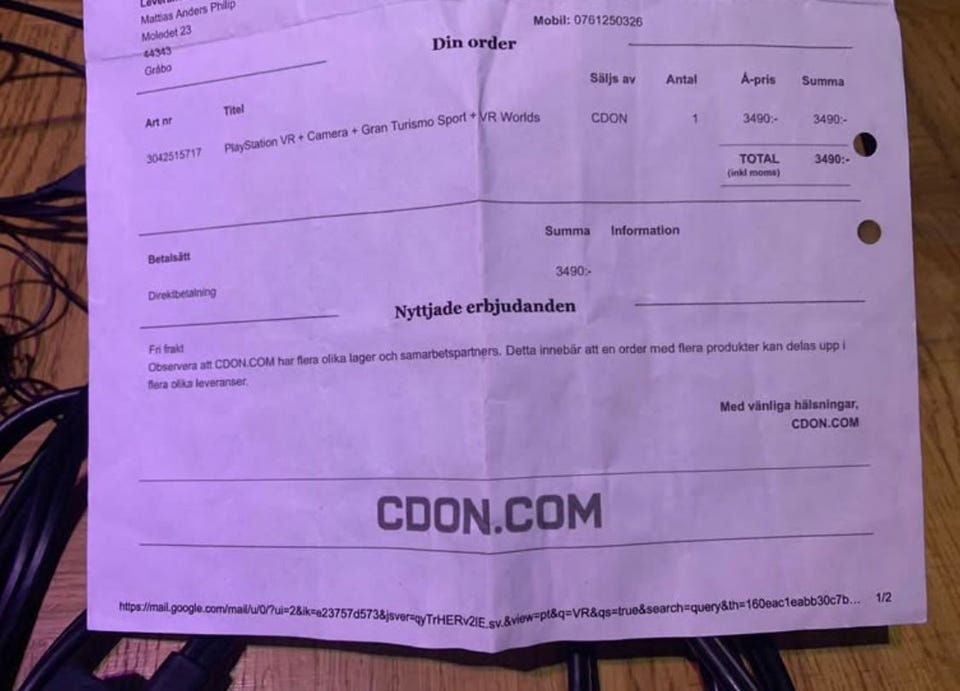 Mattias Anders Philip
Moledet 23
44343
Gråbo
Mobil: 0761250326
Din order
Art nr Titel Säljs av Antal Á-pris Summa
3042515717 PlayStation VR + Camera + Gran Turismo Sport + VR Worlds CDON 1 3490:- 3490:-
TOTAL 3490:-
(inkl moms)
Betalsätt Summa Information
Direktbetalning 3490:-
Nyttjade erbjudanden
Fri frakt
Observera att CDON.COM har flera olika lager och samarbetspartners. Detta innebär att en order med flera produkter kan delas upp i
flera olika leveranser.
Med vänliga hälsningar,
CDON.COM
CDON.COM
https://mail.google.com/mail/u/0/?ui=2&ik=e23757d573&jsver=qyTrHERv2IE.sv.&view=pt&q=VR&qs=true&search=query&th=160eac1eabb30c7b... 1/2